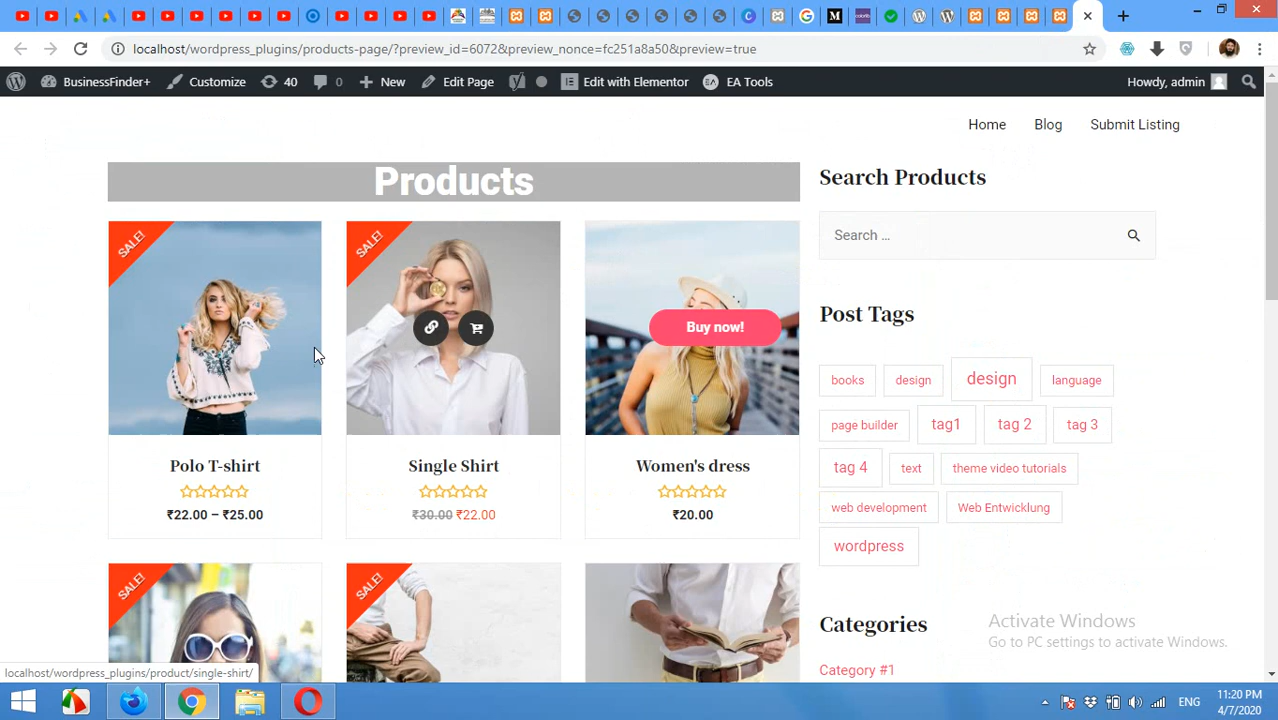 localhost/wordpress_plugins/products-page/?preview_id=6072&preview_nonce=fc251a8a50&preview=true
BusinessFinder+ Customize 40 0 New Edit Page Edit with Elementor EA Tools Howdy, admin
Home Blog Submit Listing
Products
SALE!
SALE!
Buy now!
Polo T-shirt
₹22.00 – ₹25.00
Single Shirt
₹30.00 ₹22.00
Women's dress
₹20.00
SALE!
SALE!
Search Products
Search ...
Post Tags
books design design language
page builder tag1 tag 2 tag 3
tag 4 text theme video tutorials
web development Web Entwicklung
wordpress
Categories
Category #1
Activate Windows
Go to PC settings to activate Windows.
localhost/wordpress_plugins/product/single-shirt/
ENG
11:20 PM
4/7/2020